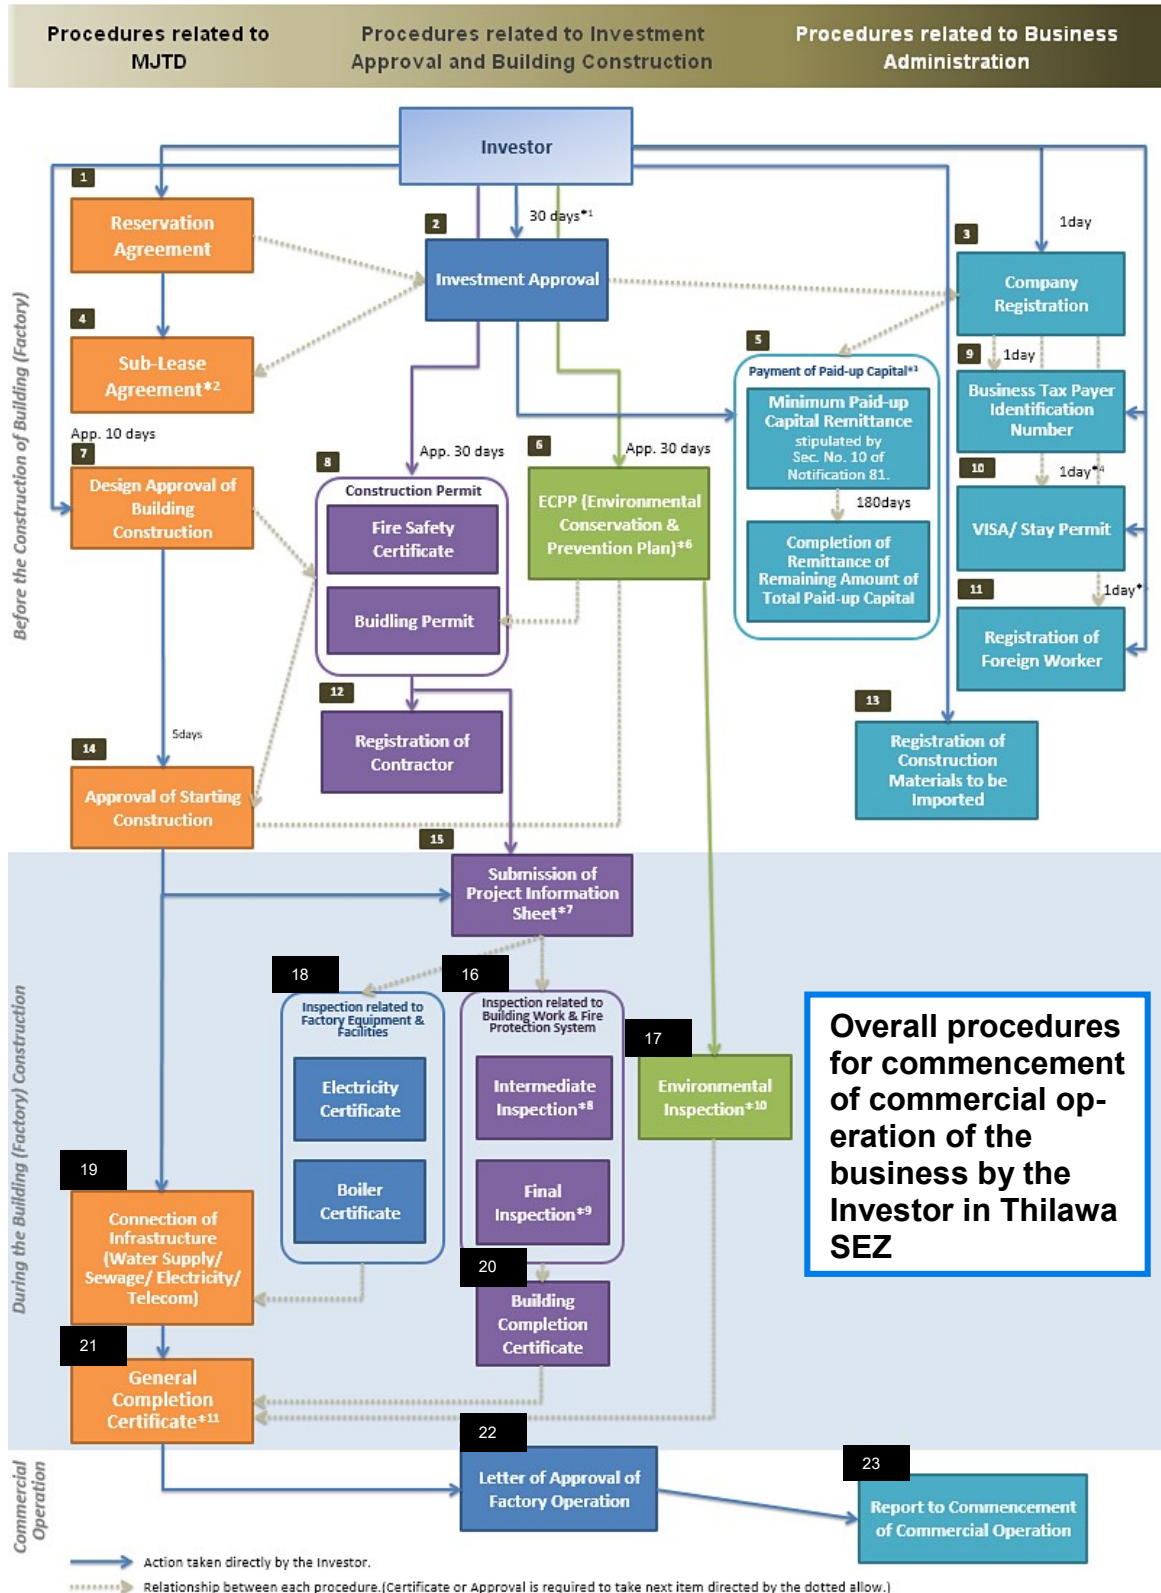 Procedures related to
MJTD
Procedures related to Investment
Approval and Building Construction
Procedures related to Business
Administration
Before the Construction of Building (Factory)
Investor
1
Reservation
Agreement
30 days*1
2
Investment Approval
1day
3
Company
Registration
4
Sub-Lease
Agreement*2
5
Payment of Paid-up Capital*3
Minimum Paid-up
Capital Remittance
stipulated by
Sec. No. 10 of
Notification 81.
180days
Completion of
Remittance of
Remaining Amount of
Total Paid-up Capital
9
1day
Business Tax Payer
Identification
Number
App. 10 days
7
Design Approval of
Building
Construction
App. 30 days
8
Construction Permit
Fire Safety
Certificate
Buidling Permit
6
App. 30 days
ECPP (Environmental
Conservation &
Prevention Plan)*6
10
1day*4
VISA/ Stay Permit
11
1day*
Registration of
Foreign Worker
12
Registration of
Contractor
13
Registration of
Construction
Materials to be
Imported
5days
14
Approval of Starting
Construction
During the Building (Factory) Construction
15
Submission of
Project Information
Sheet*7
18
Inspection related to
Factory Equipment &
Facilities
Electricity
Certificate
Boiler
Certificate
16
Inspection related to
Building Work & Fire
Protection System
Intermediate
Inspection*8
Final
Inspection*9
17
Environmental
Inspection*10
Overall procedures
for commencement
of commercial op-
eration of the
business by the
Investor in Thilawa
SEZ
19
Connection of
Infrastructure
(Water Supply/
Sewage/ Electricity/
Telecom)
20
Building
Completion
Certificate
21
General
Completion
Certificate*11
Commercial
Operation
22
Letter of Approval of
Factory Operation
23
Report to Commencement
of Commercial Operation
Action taken directly by the Investor.
Relationship between each procedure.(Certificate or Approval is required to take next item directed by the dotted allow.)